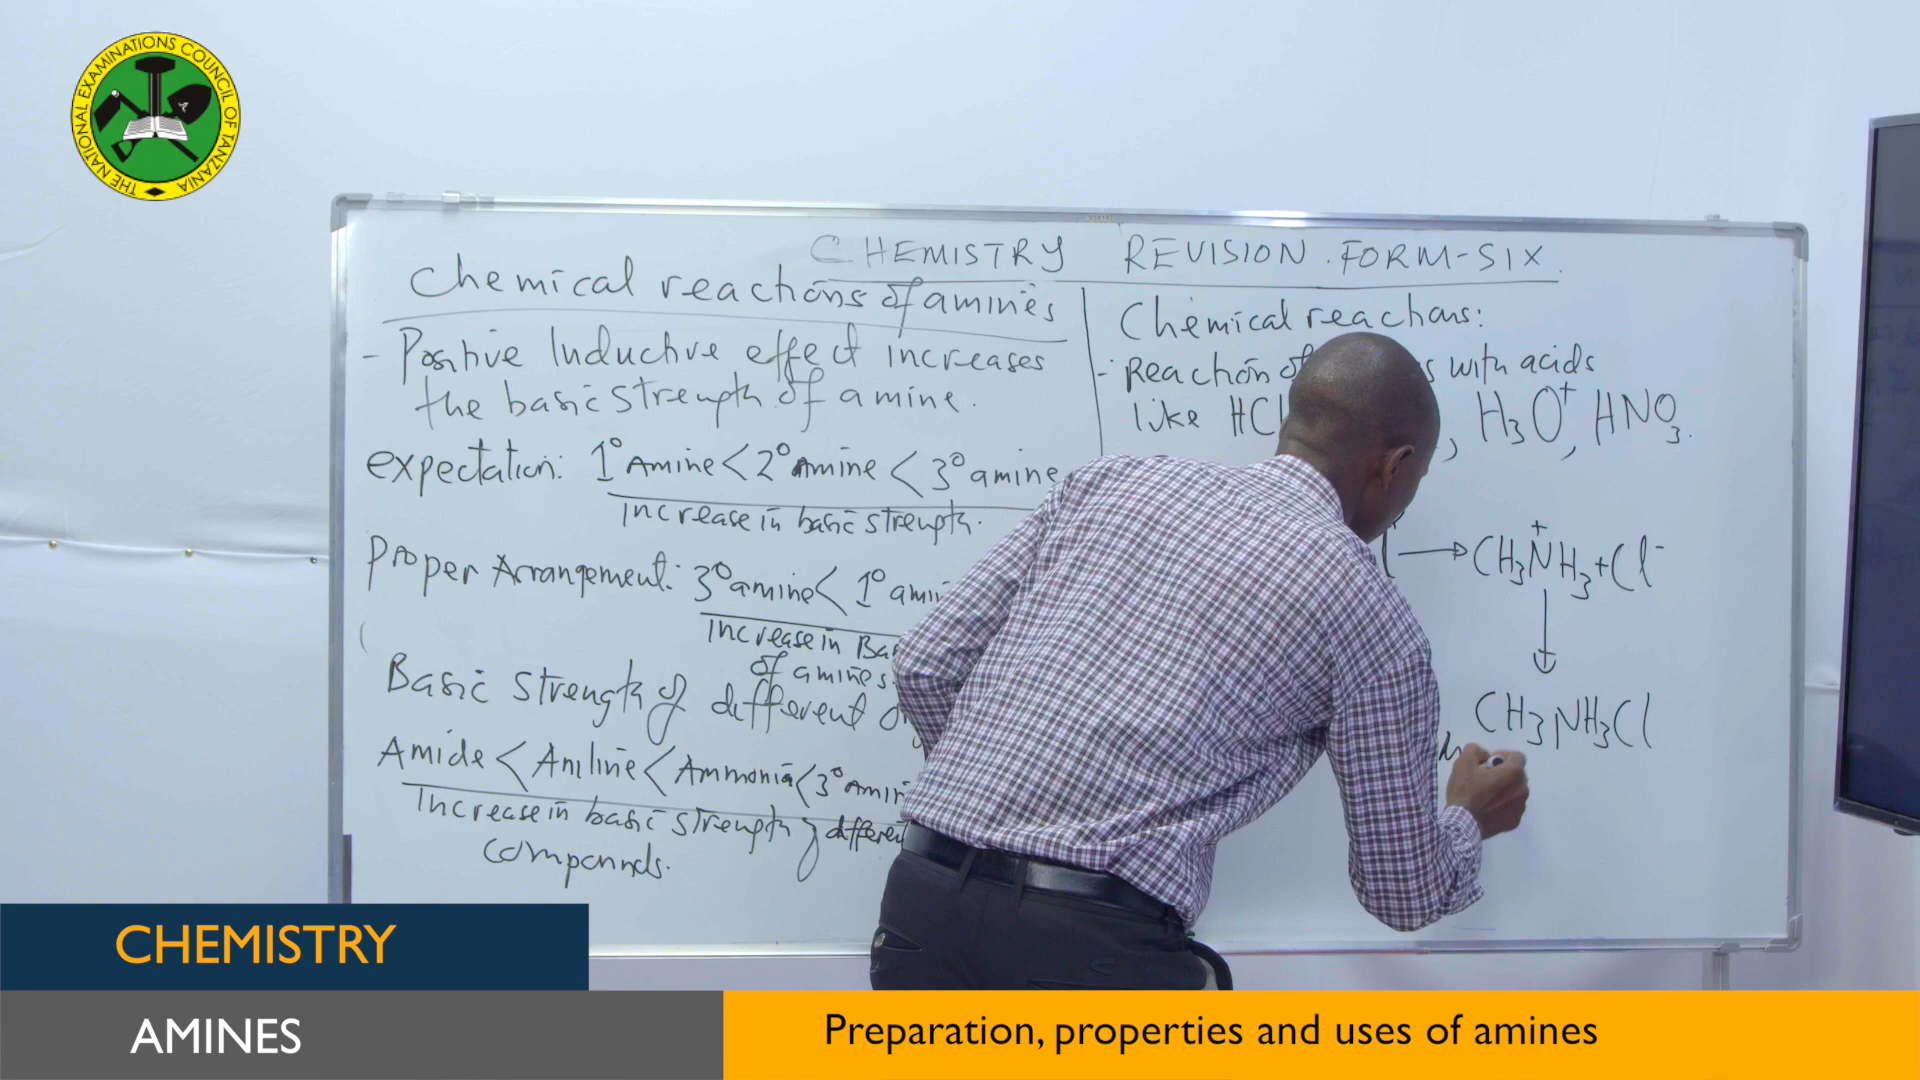 THE NATIONAL EXAMINATIONS COUNCIL OF TANZANIA
CHEMISTRY REVISION. FORM-SIX.
Chemical reactions of amines
- Positive Inductive effect increases
the basic strength of amine.
expectation: 1° Amine < 2° amine < 3° amine
Increase in basic strength.
Proper Arrangement: 3° amine < 1° amin
Increase in Ba
of amines.
Basic strength of different
Amide < Aniline < Ammonia < 3° amin
Increase in basic strength of different
compounds.
Chemical reactions:
- Reaction of with acids
like HCl , H₃O⁺, HNO₃.
→ CH₃N⁺H₃ + Cl⁻
↓
CH₃NH₃Cl
CHEMISTRY
AMINES
Preparation, properties and uses of amines